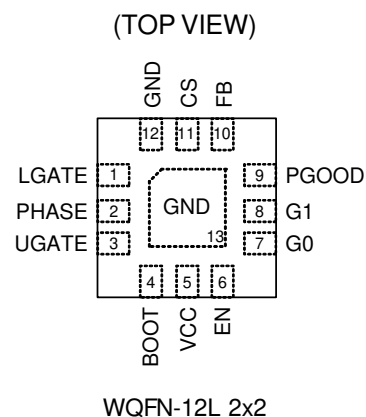 (TOP VIEW)
GND CS FB
12 11 10
LGATE 1 9 PGOOD
PHASE 2 GND 8 G1
UGATE 3 13 7 G0
4 5 6
BOOT VCC EN
WQFN-12L 2x2